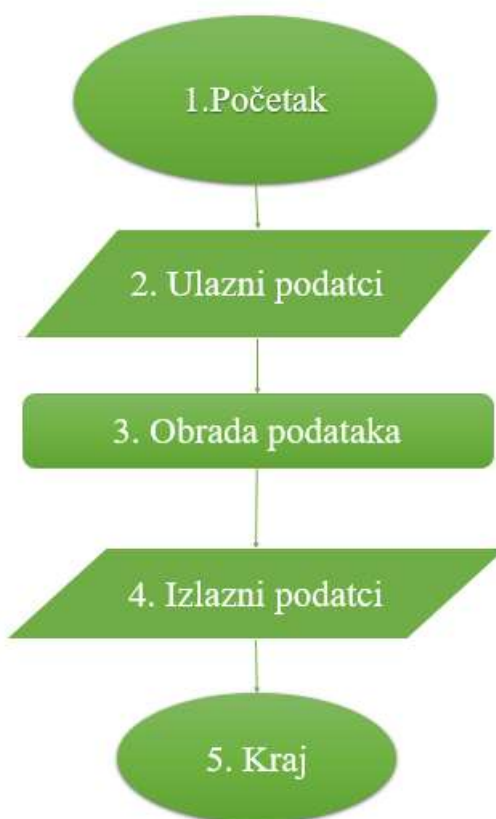 1.Početak
2. Ulazni podatci
3. Obrada podataka
4. Izlazni podatci
5. Kraj